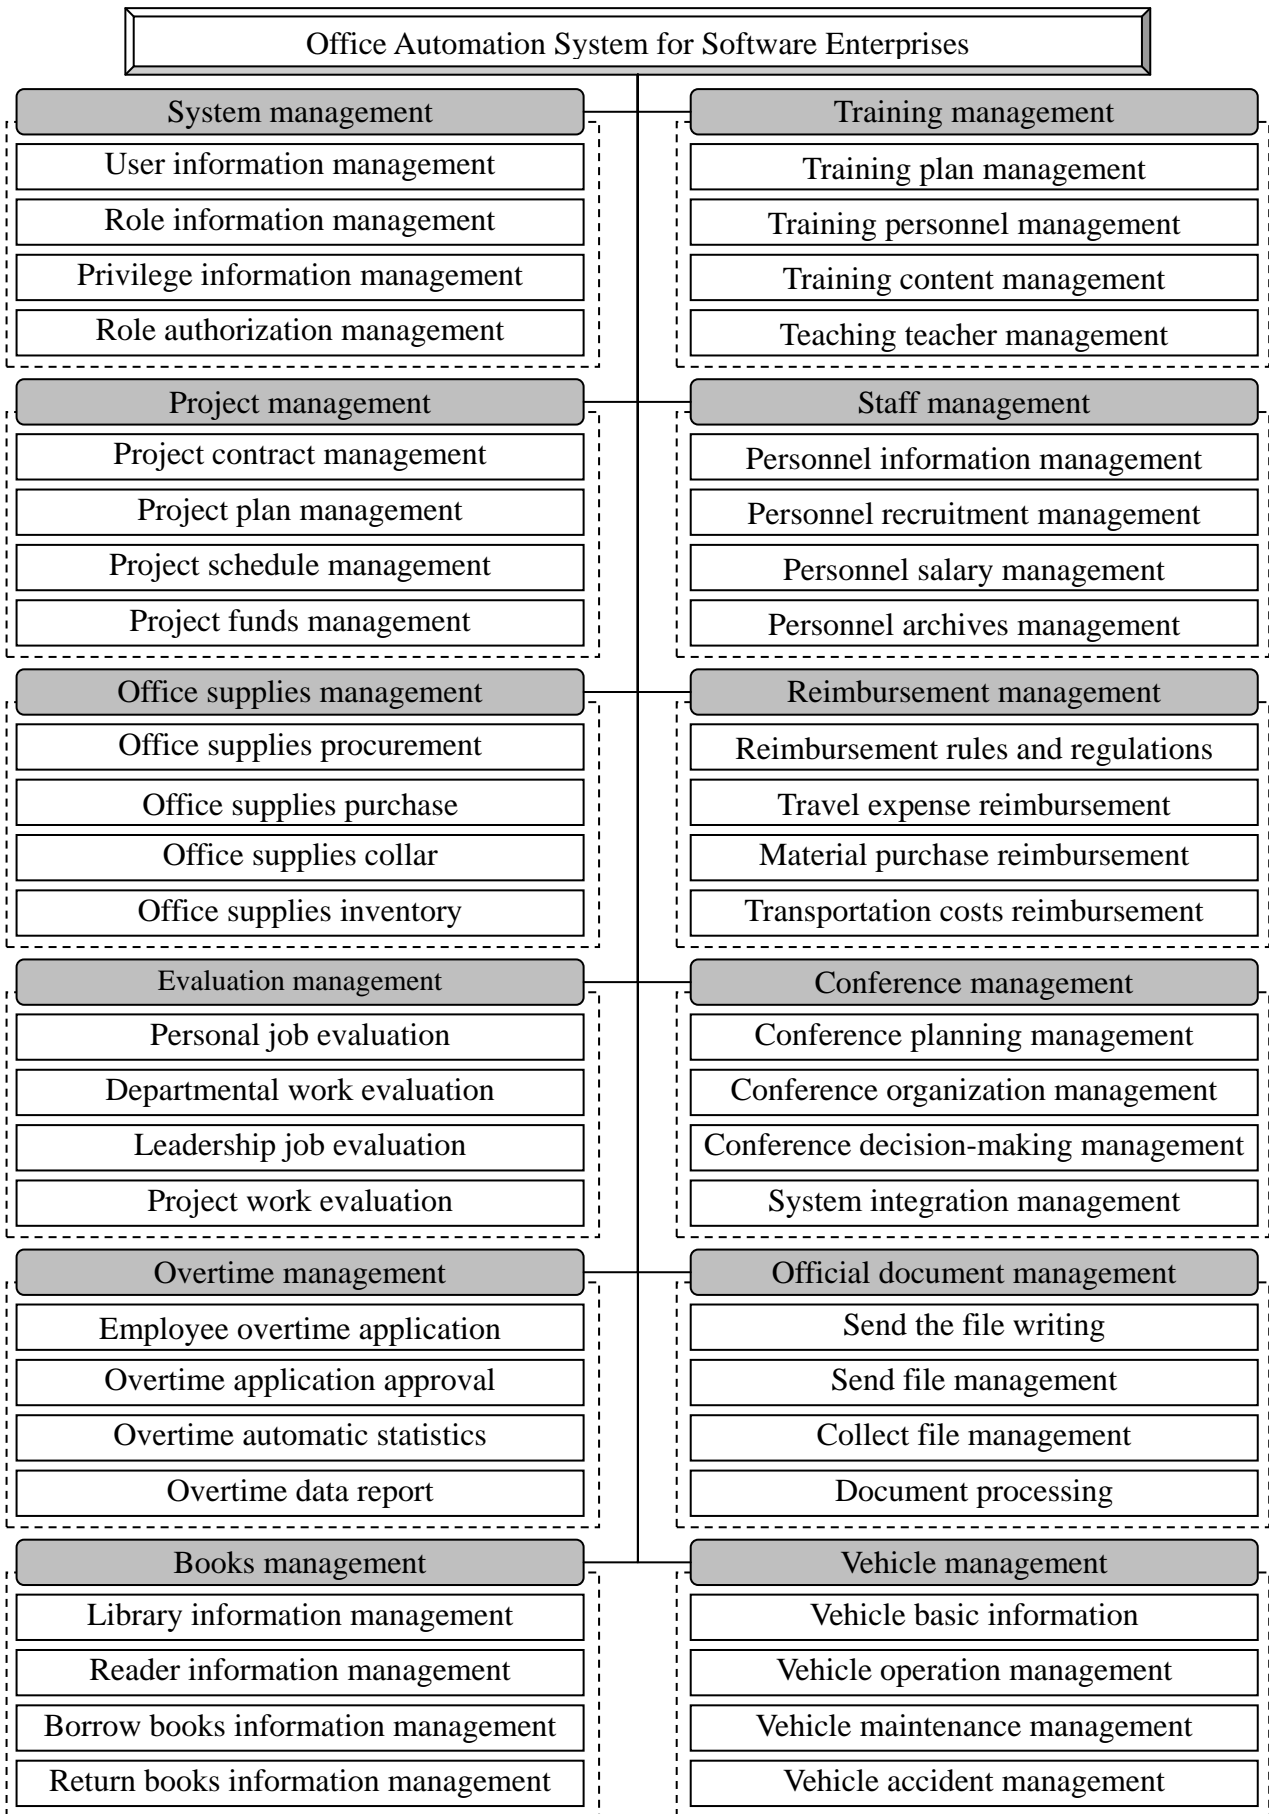 Office Automation System for Software Enterprises
System management
User information management
Role information management
Privilege information management
Role authorization management
Training management
Training plan management
Training personnel management
Training content management
Teaching teacher management
Project management
Project contract management
Project plan management
Project schedule management
Project funds management
Staff management
Personnel information management
Personnel recruitment management
Personnel salary management
Personnel archives management
Office supplies management
Office supplies procurement
Office supplies purchase
Office supplies collar
Office supplies inventory
Reimbursement management
Reimbursement rules and regulations
Travel expense reimbursement
Material purchase reimbursement
Transportation costs reimbursement
Evaluation management
Personal job evaluation
Departmental work evaluation
Leadership job evaluation
Project work evaluation
Conference management
Conference planning management
Conference organization management
Conference decision-making management
System integration management
Overtime management
Employee overtime application
Overtime application approval
Overtime automatic statistics
Overtime data report
Official document management
Send the file writing
Send file management
Collect file management
Document processing
Books management
Library information management
Reader information management
Borrow books information management
Return books information management
Vehicle management
Vehicle basic information
Vehicle operation management
Vehicle maintenance management
Vehicle accident management